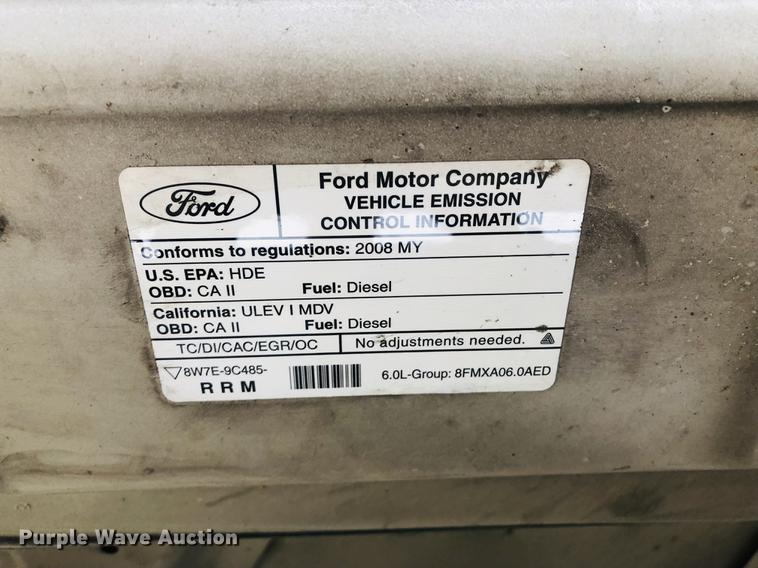 Ford
Ford Motor Company
VEHICLE EMISSION
CONTROL INFORMATION
Conforms to regulations: 2008 MY
U.S. EPA: HDE
OBD: CA II Fuel: Diesel
California: ULEV I MDV
OBD: CA II Fuel: Diesel
TC/DI/CAC/EGR/OC No adjustments needed.
8W7E-9C485- 6.0L-Group: 8FMXA06.0AED
R R M
Purple Wave Auction